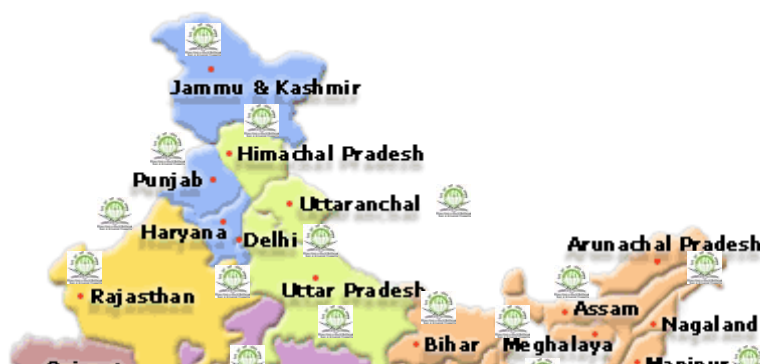 Jammu & Kashmir
Himachal Pradesh
Punjab
Uttaranchal
Haryana
Delhi
Arunachal Pradesh
Uttar Pradesh
Rajasthan
Assam
Nagaland
Bihar
Meghalaya